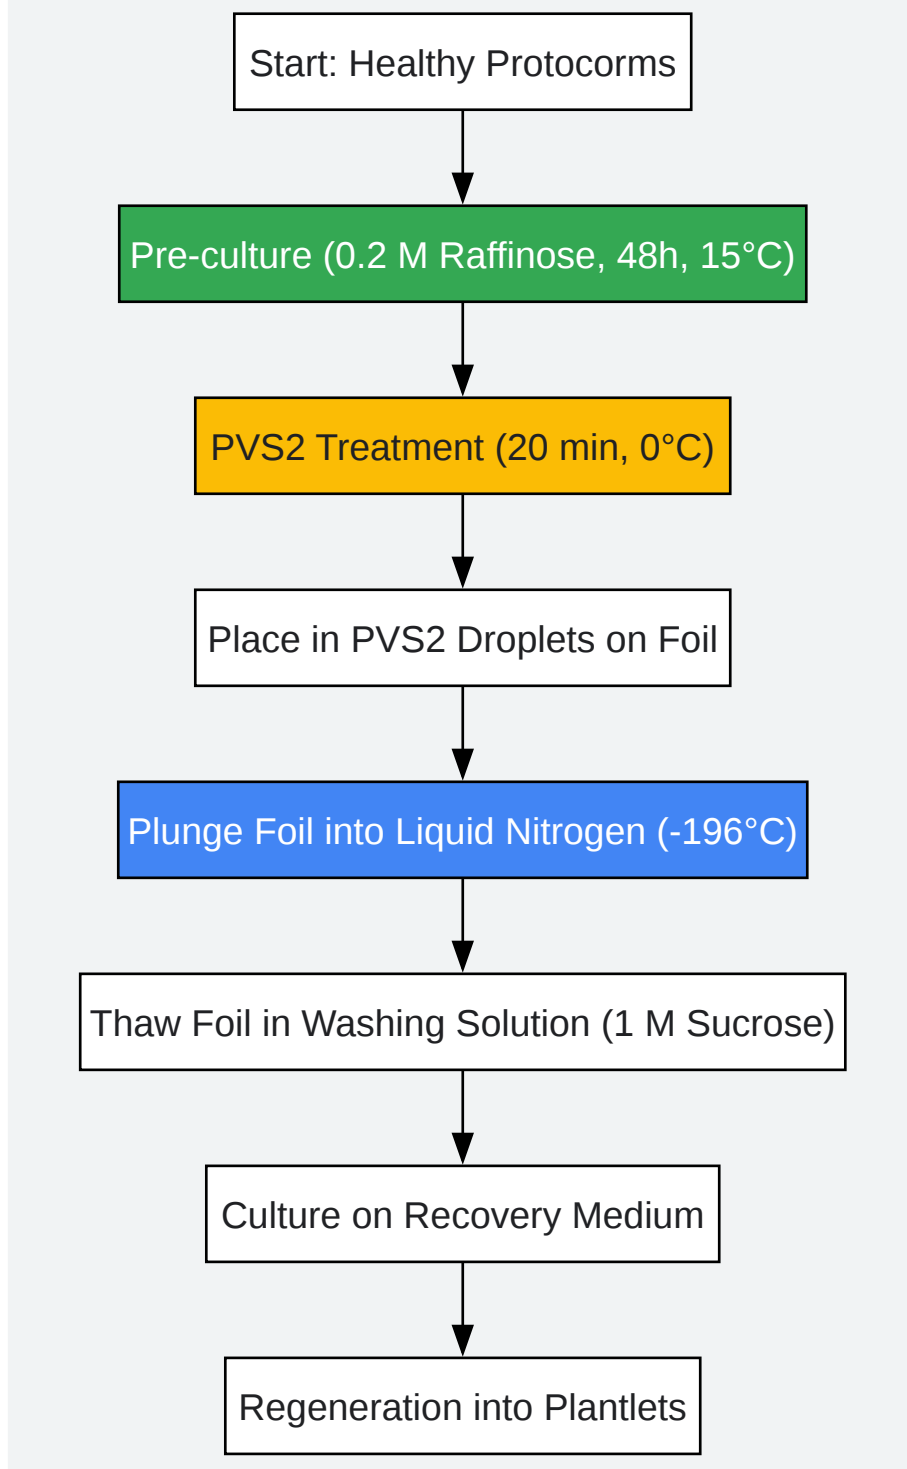 Start: Healthy Protocorms
Pre-culture (0.2 M Raffinose, 48h, 15°C)
PVS2 Treatment (20 min, 0°C)
Place in PVS2 Droplets on Foil
Plunge Foil into Liquid Nitrogen (-196°C)
Thaw Foil in Washing Solution (1 M Sucrose)
Culture on Recovery Medium
Regeneration into Plantlets